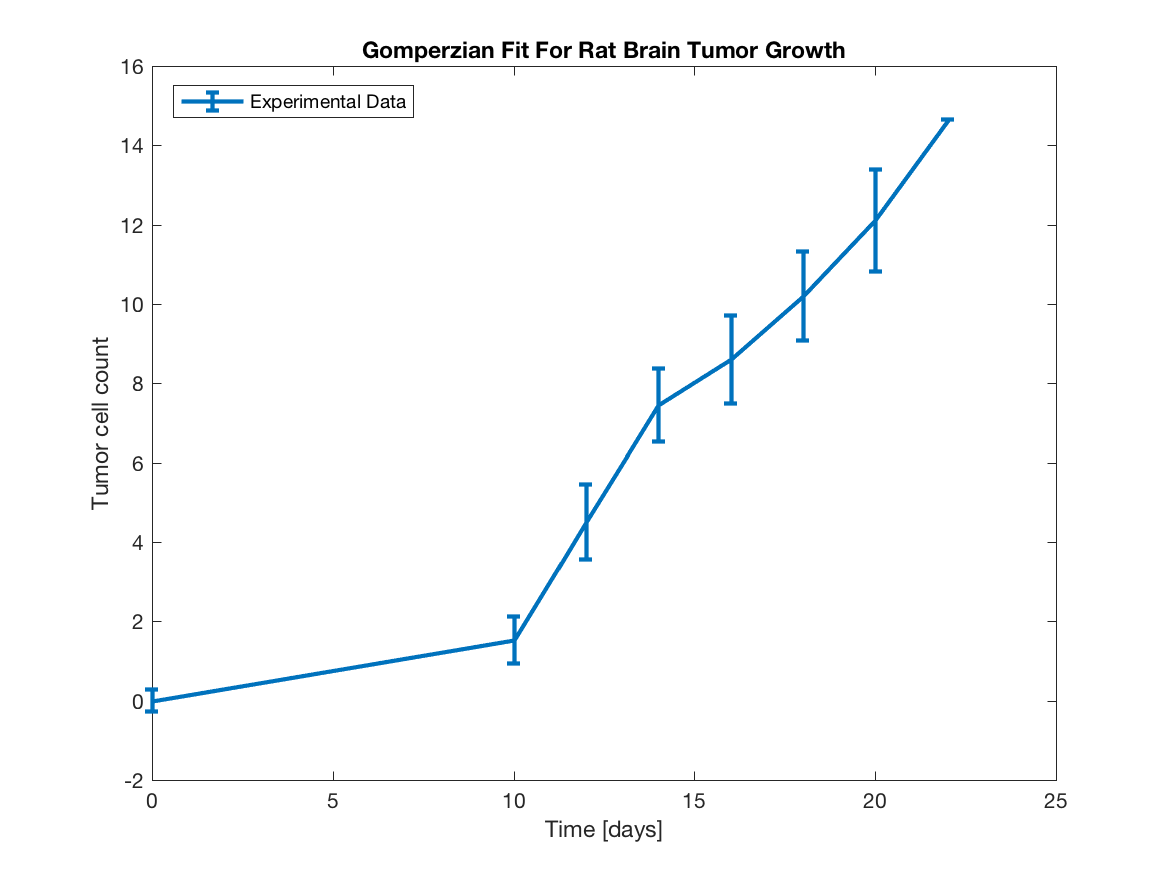 Gomperzian Fit For Rat Brain Tumor Growth
Experimental Data
16
14
12
10
8
6
4
2
0
-2
Tumor cell count
0 5 10 15 20 25
Time [days]